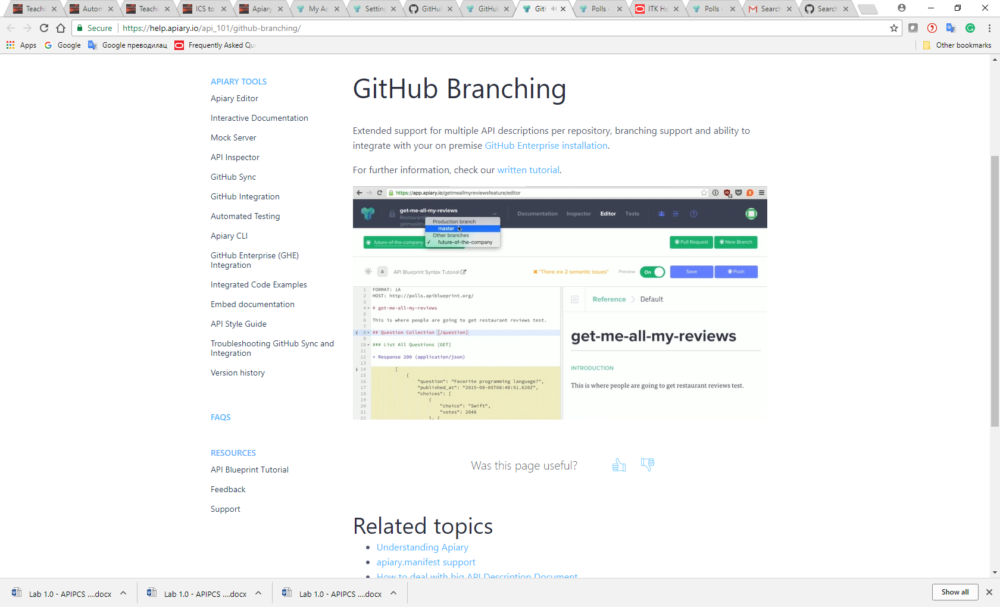 Teachi
Autom
Teachi
ICS to
Apiary
My Ac
Setting
GitHub
GitHub
Git
Polls -
ITK Ho
Polls -
Search
Search
Secure
https://help.apiary.io/api_101/github-branching/
Apps
Google
Google преводилац
Frequently Asked Qu
Other bookmarks
APIARY TOOLS
Apiary Editor
Interactive Documentation
Mock Server
API Inspector
GitHub Sync
GitHub Integration
Automated Testing
Apiary CLI
GitHub Enterprise (GHE)
Integration
Integrated Code Examples
Embed documentation
API Style Guide
Troubleshooting GitHub Sync and
Integration
Version history
FAQS
RESOURCES
API Blueprint Tutorial
Feedback
Support
GitHub Branching
Extended support for multiple API descriptions per repository, branching support and ability to
integrate with your on premise GitHub Enterprise installation.
For further information, check our written tutorial.
https://app.apiary.io/getmeallmyreviewsfeature/editor
get-me-all-my-reviews
Restaurant
getmeallmy
Documentation
Inspector
Editor
Tests
Production branch
master
Other branches
future-of-the-company
future-of-the-company
Pull Request
New Branch
A
API Blueprint Syntax Tutorial
"There are 2 semantic issues"
Preview
On
Save
Push
1 FORMAT: 1A
2 HOST: http://polls.apiblueprint.org/
3
4 # get-me-all-my-reviews
5
6 This is where people are going to get restaurant reviews test.
7
8 ## Question Collection [/question]
9
10 ### List All Questions [GET]
11
12 + Response 200 (application/json)
13
14 [
15 {
16 "question": "Favorite programming language?",
17 "published_at": "2015-08-05T08:40:51.620Z",
18 "choices": [
19 {
20 "choice": "Swift",
21 "votes": 2048
22 }, {
Reference > Default
get-me-all-my-reviews
INTRODUCTION
This is where people are going to get restaurant reviews test.
Was this page useful?
Related topics
Understanding Apiary
apiary.manifest support
How to deal with big API Description Document
Lab 1.0 - APIPCS ....docx
Lab 1.0 - APIPCS ....docx
Lab 1.0 - APIPCS ....docx
Show all